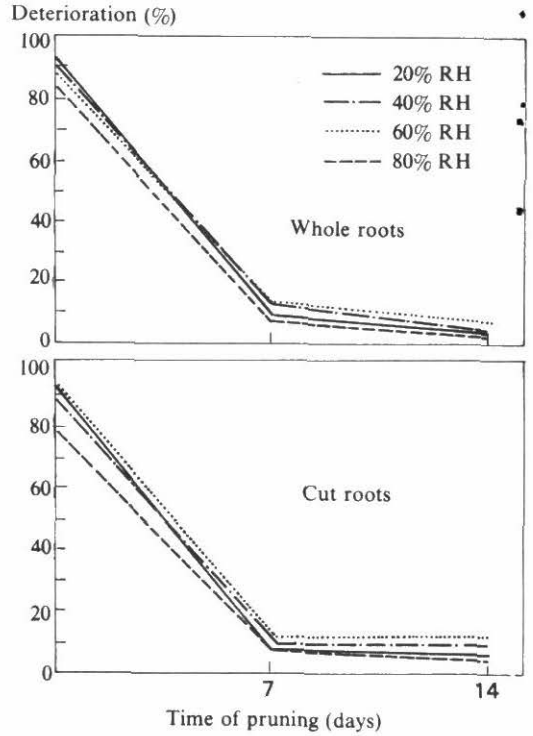 Deterioration (%)
100
80
60
40
20
0
20% RH
40% RH
60% RH
80% RH
Whole roots
100
80
60
40
20
0
Cut roots
7
14
Time of pruning (days)